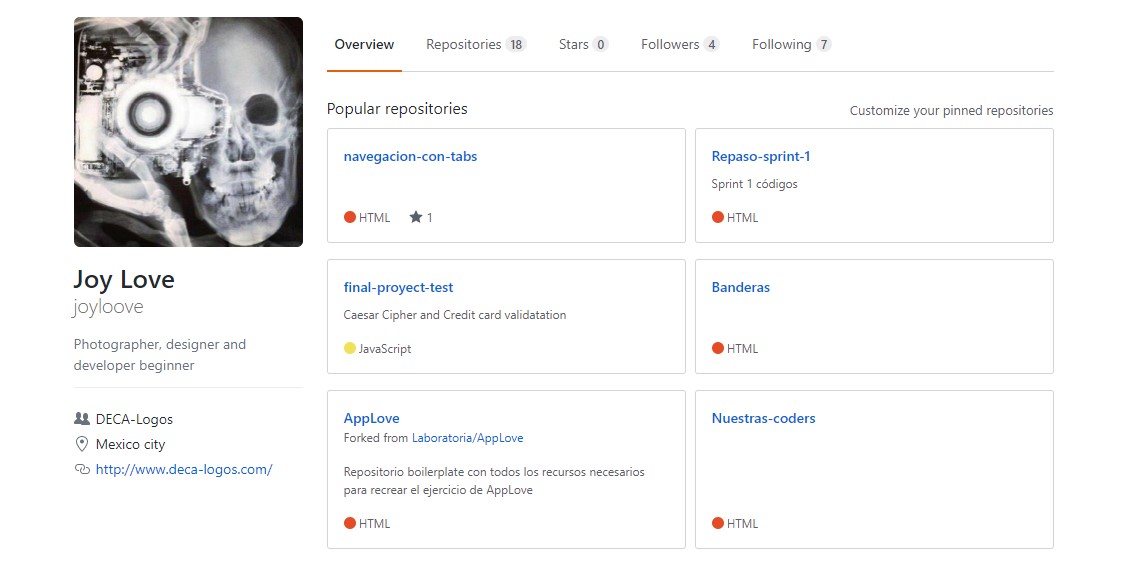 Overview Repositories 18 Stars 0 Followers 4 Following 7
Popular repositories
Customize your pinned repositories
navegacion-con-tabs
HTML 1
Repaso-sprint-1
Sprint 1 códigos
HTML
final-proyect-test
Caesar Cipher and Credit card validatation
JavaScript
Banderas
HTML
AppLove
Forked from Laboratoria/AppLove
Repositorio boilerplate con todos los recursos necesarios
para recrear el ejercicio de AppLove
HTML
Nuestras-coders
HTML
Joy Love
joyloove
Photographer, designer and
developer beginner
DECA-Logos
Mexico city
http://www.deca-logos.com/